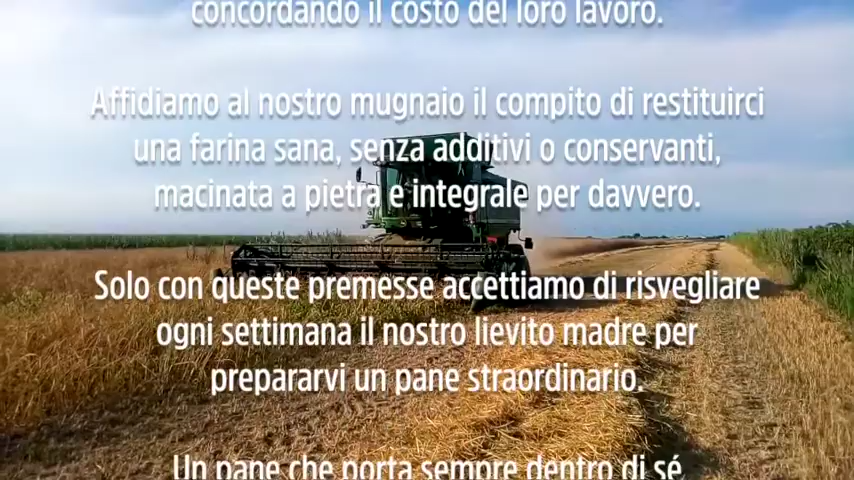 concordando il costo del loro lavoro.
Affidiamo al nostro mugnaio il compito di restituirci
una farina sana, senza additivi o conservanti,
macinata a pietra e integrale per davvero.
Solo con queste premesse accettiamo di risvegliare
ogni settimana il nostro lievito madre per
prepararvi un pane straordinario.
Un pane che porta sempre dentro di sé